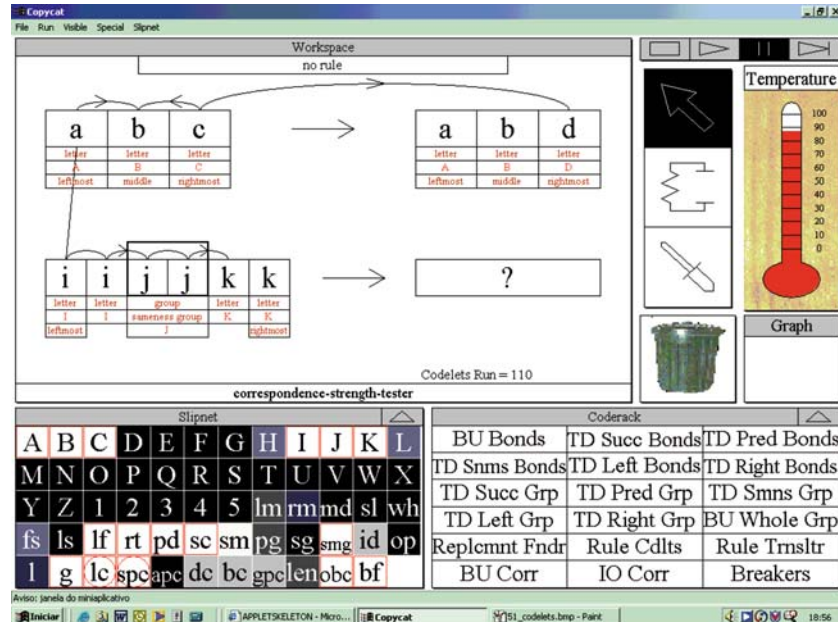 Copycat
File Run Visible Special Slipnet
Workspace
no rule
a b c a b d
letter letter letter letter letter letter
A B C A B D
leftmost middle rightmost leftmost middle rightmost
i i j j k k ?
letter letter group letter letter
I I sameness group K K
leftmost J rightmost
Codelets Run = 110
correspondence-strength-tester
Temperature
100
90
80
70
60
50
40
30
20
10
0
Graph
Slipnet
A B C D E F G H I J K L
M N O P Q R S T U V W X
Y Z 1 2 3 4 5 lm rm md sl wh
fs ls lf rt pd sc sm pg sg smg id op
l g lc spc apc dc bc gpc len obc bf
Coderack
BU Bonds TD Succ Bonds TD Pred Bonds
TD Snms Bonds TD Left Bonds TD Right Bonds
TD Succ Grp TD Pred Grp TD Smns Grp
TD Left Grp TD Right Grp BU Whole Grp
Replcmnt Fndr Rule Cdlts Rule Trnsltr
BU Corr IO Corr Breakers
Aviso: janela do miniaplicativo
Iniciar APPLETSKELETON - Micro... Copycat 51_codelets.bmp - Paint 18:56